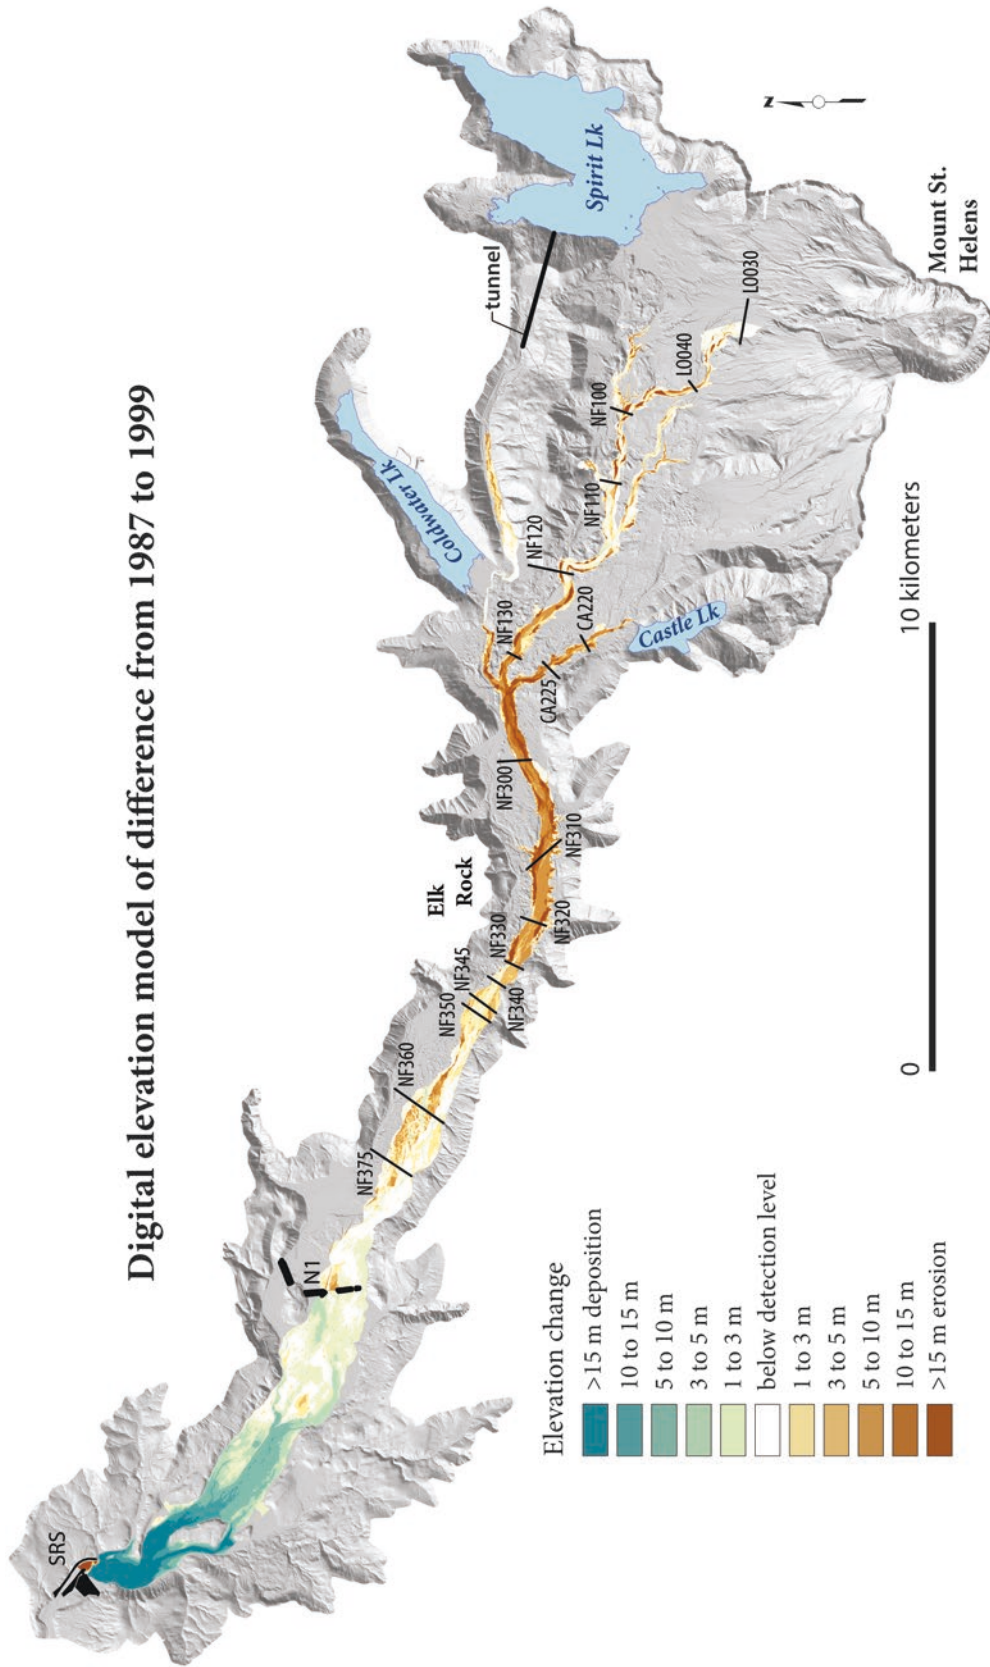 Digital elevation model of difference from 1987 to 1999
SRS
N1
NF375
NF360
NF350
NF345
NF340
NF330
NF320
Elk
Rock
NF310
NF300
CA225
CA220
NF130
NF120
NF110
NF100
L0040
L0030
Coldwater Lk
Castle Lk
tunnel
Spirit Lk
Mount St.
Helens
N
Elevation change
>15 m deposition
10 to 15 m
5 to 10 m
3 to 5 m
1 to 3 m
below detection level
1 to 3 m
3 to 5 m
5 to 10 m
10 to 15 m
>15 m erosion
0
10 kilometers